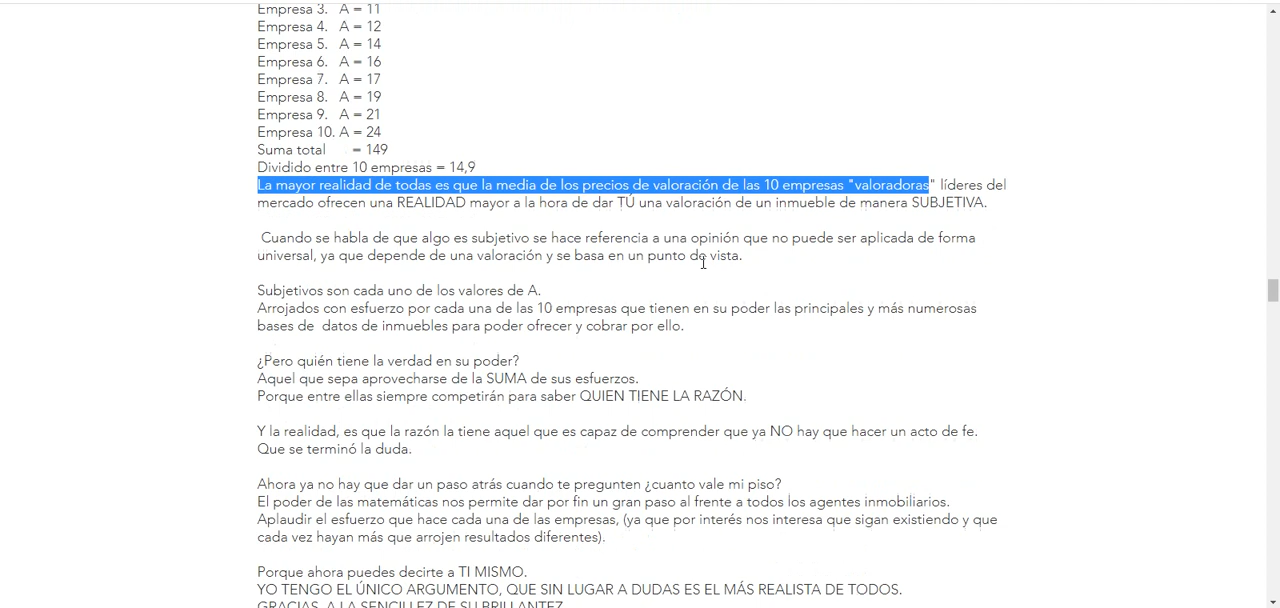 Empresa 3. A = 11
Empresa 4. A = 12
Empresa 5. A = 14
Empresa 6. A = 16
Empresa 7. A = 17
Empresa 8. A = 19
Empresa 9. A = 21
Empresa 10. A = 24
Suma total = 149
Dividido entre 10 empresas = 14,9
La mayor realidad de todas es que la media de los precios de valoración de las 10 empresas "valoradoras" líderes del
mercado ofrecen una REALIDAD mayor a la hora de dar TÚ una valoración de un inmueble de manera SUBJETIVA.
Cuando se habla de que algo es subjetivo se hace referencia a una opinión que no puede ser aplicada de forma
universal, ya que depende de una valoración y se basa en un punto de vista.
Subjetivos son cada uno de los valores de A.
Arrojados con esfuerzo por cada una de las 10 empresas que tienen en su poder las principales y más numerosas
bases de datos de inmuebles para poder ofrecer y cobrar por ello.
¿Pero quién tiene la verdad en su poder?
Aquel que sepa aprovecharse de la SUMA de sus esfuerzos.
Porque entre ellas siempre competirán para saber QUIEN TIENE LA RAZÓN.
Y la realidad, es que la razón la tiene aquel que es capaz de comprender que ya NO hay que hacer un acto de fe.
Que se terminó la duda.
Ahora ya no hay que dar un paso atrás cuando te pregunten ¿cuanto vale mi piso?
El poder de las matemáticas nos permite dar por fin un gran paso al frente a todos los agentes inmobiliarios.
Aplaudir el esfuerzo que hace cada una de las empresas, (ya que por interés nos interesa que sigan existiendo y que
cada vez hayan más que arrojen resultados diferentes).
Porque ahora puedes decirte a TI MISMO.
YO TENGO EL ÚNICO ARGUMENTO, QUE SIN LUGAR A DUDAS ES EL MÁS REALISTA DE TODOS.
GRACIAS A LA SENCILLEZ DE SU BRILLANTEZ